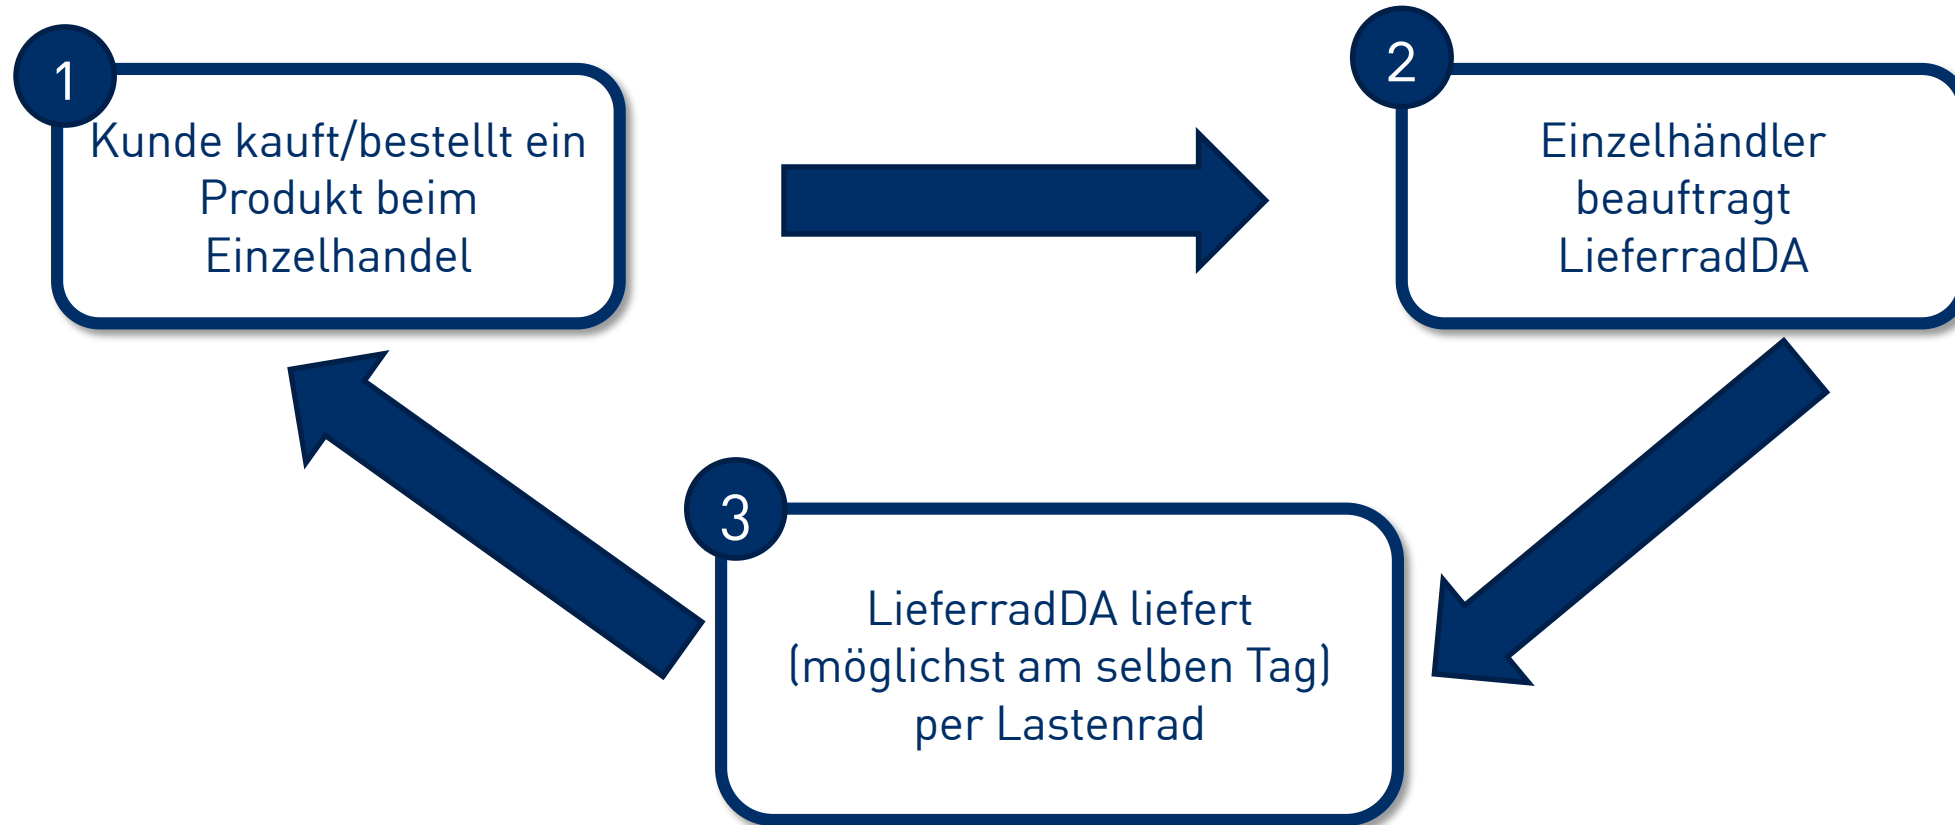 1
Kunde kauft/bestellt ein
Produkt beim
Einzelhandel
2
Einzelhändler
beauftragt
LieferradDA
3
LieferradDA liefert
(möglichst am selben Tag)
per Lastenrad